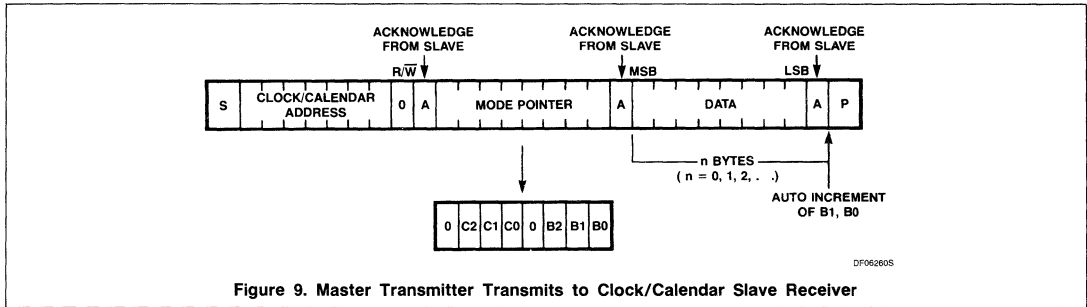 ACKNOWLEDGE
FROM SLAVE
ACKNOWLEDGE
FROM SLAVE
ACKNOWLEDGE
FROM SLAVE
R/W̅
MSB
LSB
S
CLOCK/CALENDAR
ADDRESS
0
A
MODE POINTER
A
DATA
A
P
n BYTES
( n = 0, 1, 2, . .)
AUTO INCREMENT
OF B1, B0
0 C2 C1 C0 0 B2 B1 B0
DF06260S
Figure 9. Master Transmitter Transmits to Clock/Calendar Slave Receiver